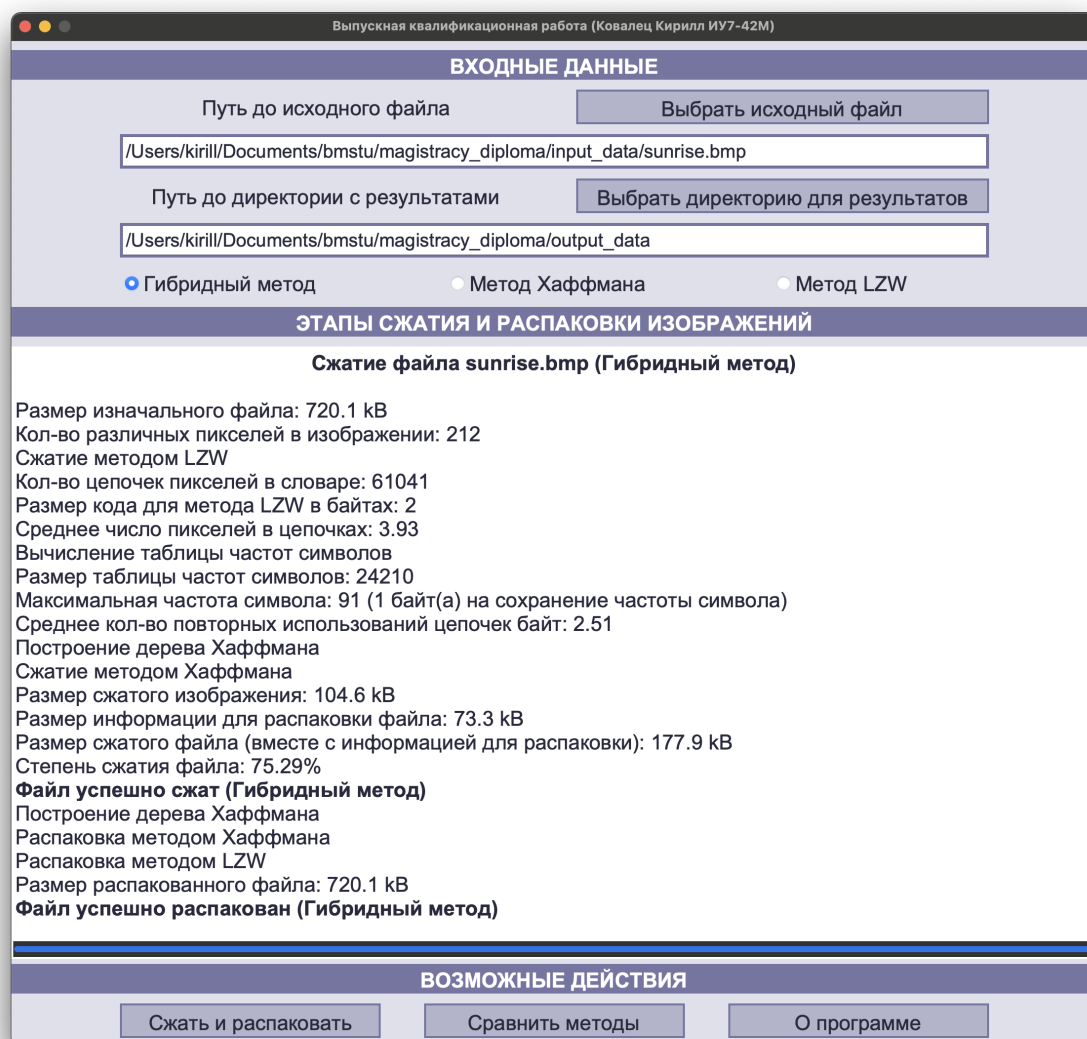 Выпускная квалификационная работа (Ковалец Кирилл ИУ7-42М)
ВХОДНЫЕ ДАННЫЕ
Путь до исходного файла
Выбрать исходный файл
/Users/kirill/Documents/bmstu/magistracy_diploma/input_data/sunrise.bmp
Путь до директории с результатами
Выбрать директорию для результатов
/Users/kirill/Documents/bmstu/magistracy_diploma/output_data
Гибридный метод
Метод Хаффмана
Метод LZW
ЭТАПЫ СЖАТИЯ И РАСПАКОВКИ ИЗОБРАЖЕНИЙ
Сжатие файла sunrise.bmp (Гибридный метод)
Размер изначального файла: 720.1 kB
Кол-во различных пикселей в изображении: 212
Сжатие методом LZW
Кол-во цепочек пикселей в словаре: 61041
Размер кода для метода LZW в байтах: 2
Среднее число пикселей в цепочках: 3.93
Вычисление таблицы частот символов
Размер таблицы частот символов: 24210
Максимальная частота символа: 91 (1 байт(а) на сохранение частоты символа)
Среднее кол-во повторных использований цепочек байт: 2.51
Построение дерева Хаффмана
Сжатие методом Хаффмана
Размер сжатого изображения: 104.6 kB
Размер информации для распаковки файла: 73.3 kB
Размер сжатого файла (вместе с информацией для распаковки): 177.9 kB
Степень сжатия файла: 75.29%
Файл успешно сжат (Гибридный метод)
Построение дерева Хаффмана
Распаковка методом Хаффмана
Распаковка методом LZW
Размер распакованного файла: 720.1 kB
Файл успешно распакован (Гибридный метод)
ВОЗМОЖНЫЕ ДЕЙСТВИЯ
Сжать и распаковать
Сравнить методы
О программе